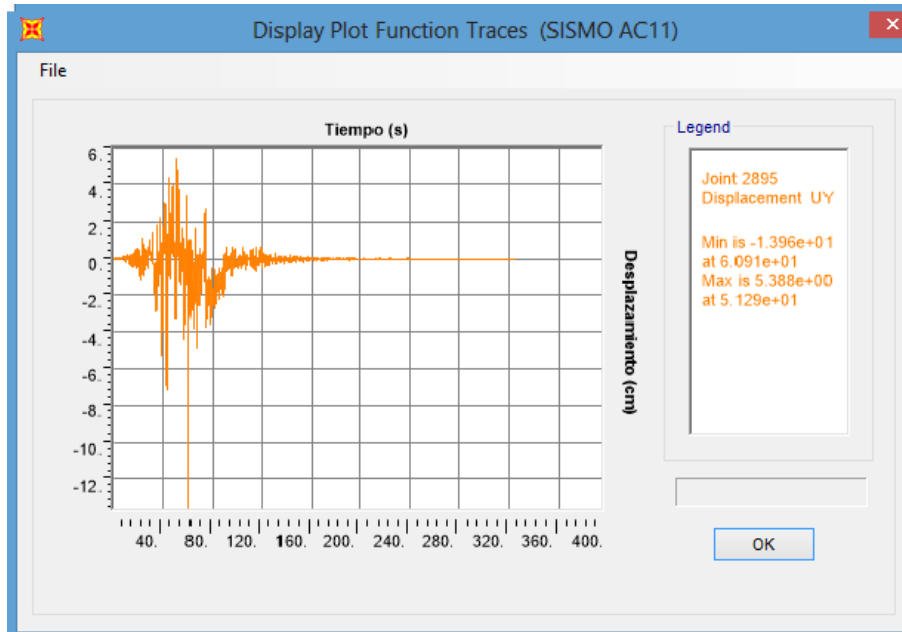 Display Plot Function Traces (SISMO AC11)
File
Tiempo (s)
6.
4.
2.
0.
-2.
-4.
-6.
-8.
-10.
-12.
40. 80. 120. 160. 200. 240. 280. 320. 360. 400.
Desplazamiento (cm)
Legend
Joint 2895
Displacement UY
Min is -1.396e+01
at 6.091e+01
Max is 5.388e+00
at 5.129e+01
OK